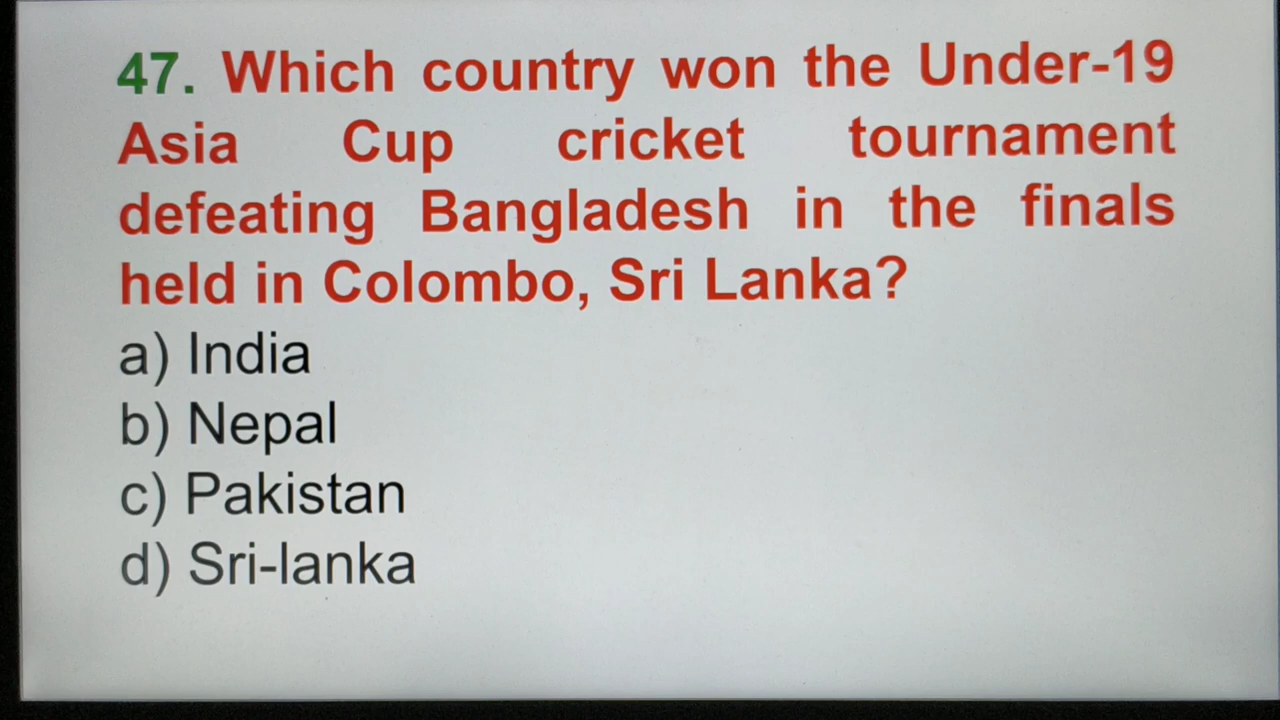 47. Which country won the Under-19
Asia Cup cricket tournament
defeating Bangladesh in the finals
held in Colombo, Sri Lanka?
a) India
b) Nepal
c) Pakistan
d) Sri-lanka